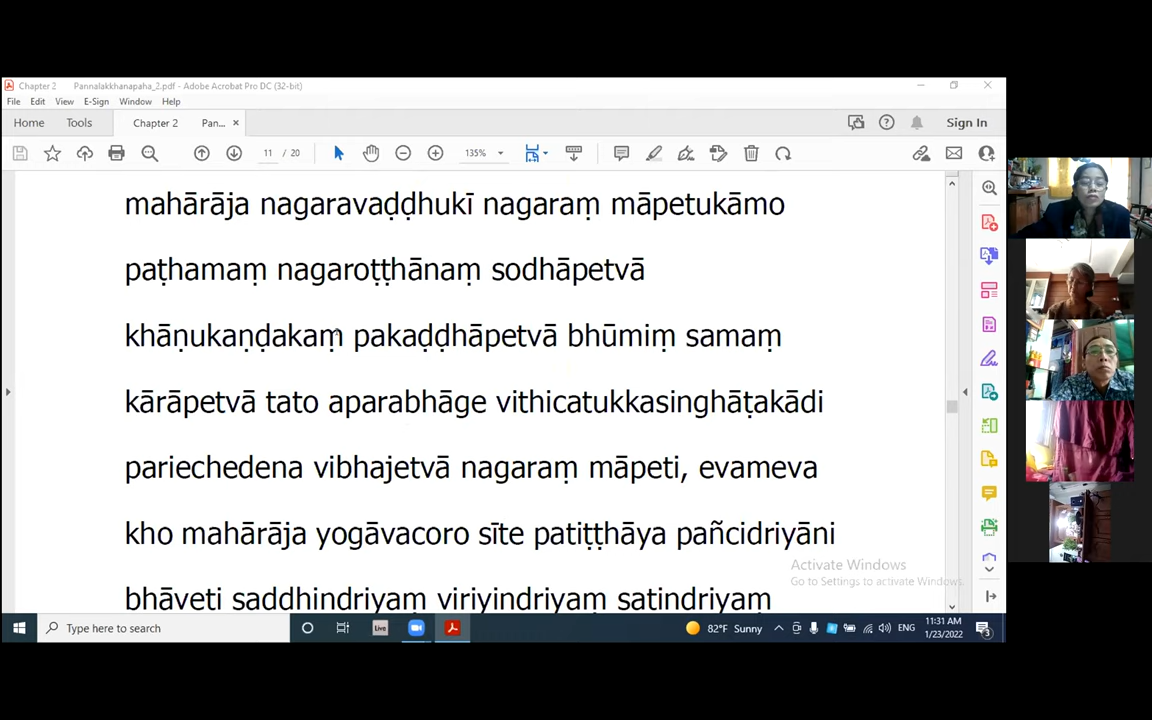 Chapter 2 Pannalakkhanapaha_2.pdf - Adobe Acrobat Pro DC (32-bit)
File Edit View E-Sign Window Help
Home Tools Chapter 2 Pan... × Sign In
11 / 20 135%
mahārāja nagaravaḍḍhukī nagaraṃ māpetukāmo
paṭhamaṃ nagaroṭṭhānaṃ sodhāpetvā
khāṇukaṇḍakaṃ pakaḍḍhāpetvā bhūmiṃ samaṃ
kārāpetvā tato aparabhāge vithicatukkasinghāṭakādi
pariechedena vibhajetvā nagaraṃ māpeti, evameva
kho mahārāja yogāvacoro sīte patiṭṭhāya pañcidriyāni
bhāveti saddhindriyaṃ viriyindriyaṃ satindriyaṃ
Activate Windows
Go to Settings to activate Windows.
Type here to search Live 82°F Sunny ENG 11:31 AM
1/23/2022 3